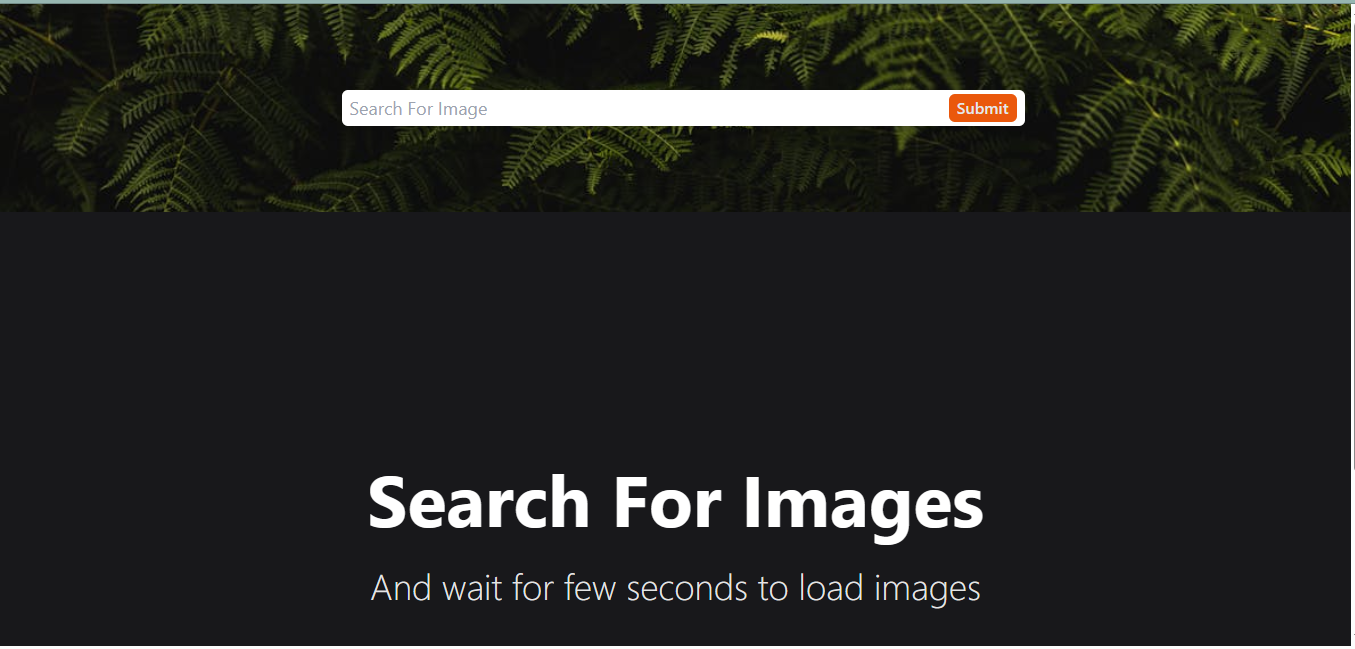 Search For Image Submit
Search For Images
And wait for few seconds to load images